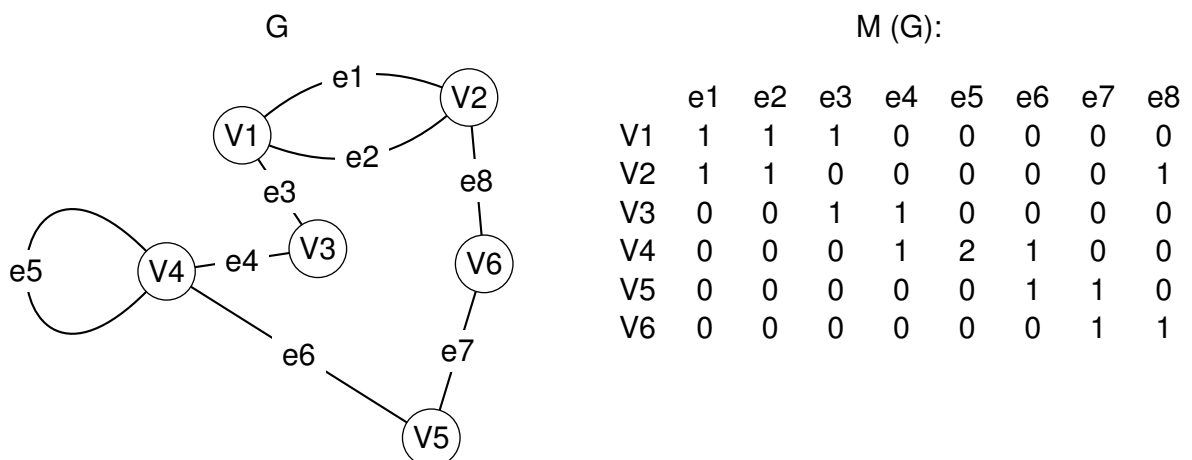 G
M (G):
e1
V2
V1
e2
e8
e3
V3
V6
e4
V4
e5
e6
e7
V5
e1 e2 e3 e4 e5 e6 e7 e8
V1 1 1 1 0 0 0 0 0
V2 1 1 0 0 0 0 0 1
V3 0 0 1 1 0 0 0 0
V4 0 0 0 1 2 1 0 0
V5 0 0 0 0 0 1 1 0
V6 0 0 0 0 0 0 1 1